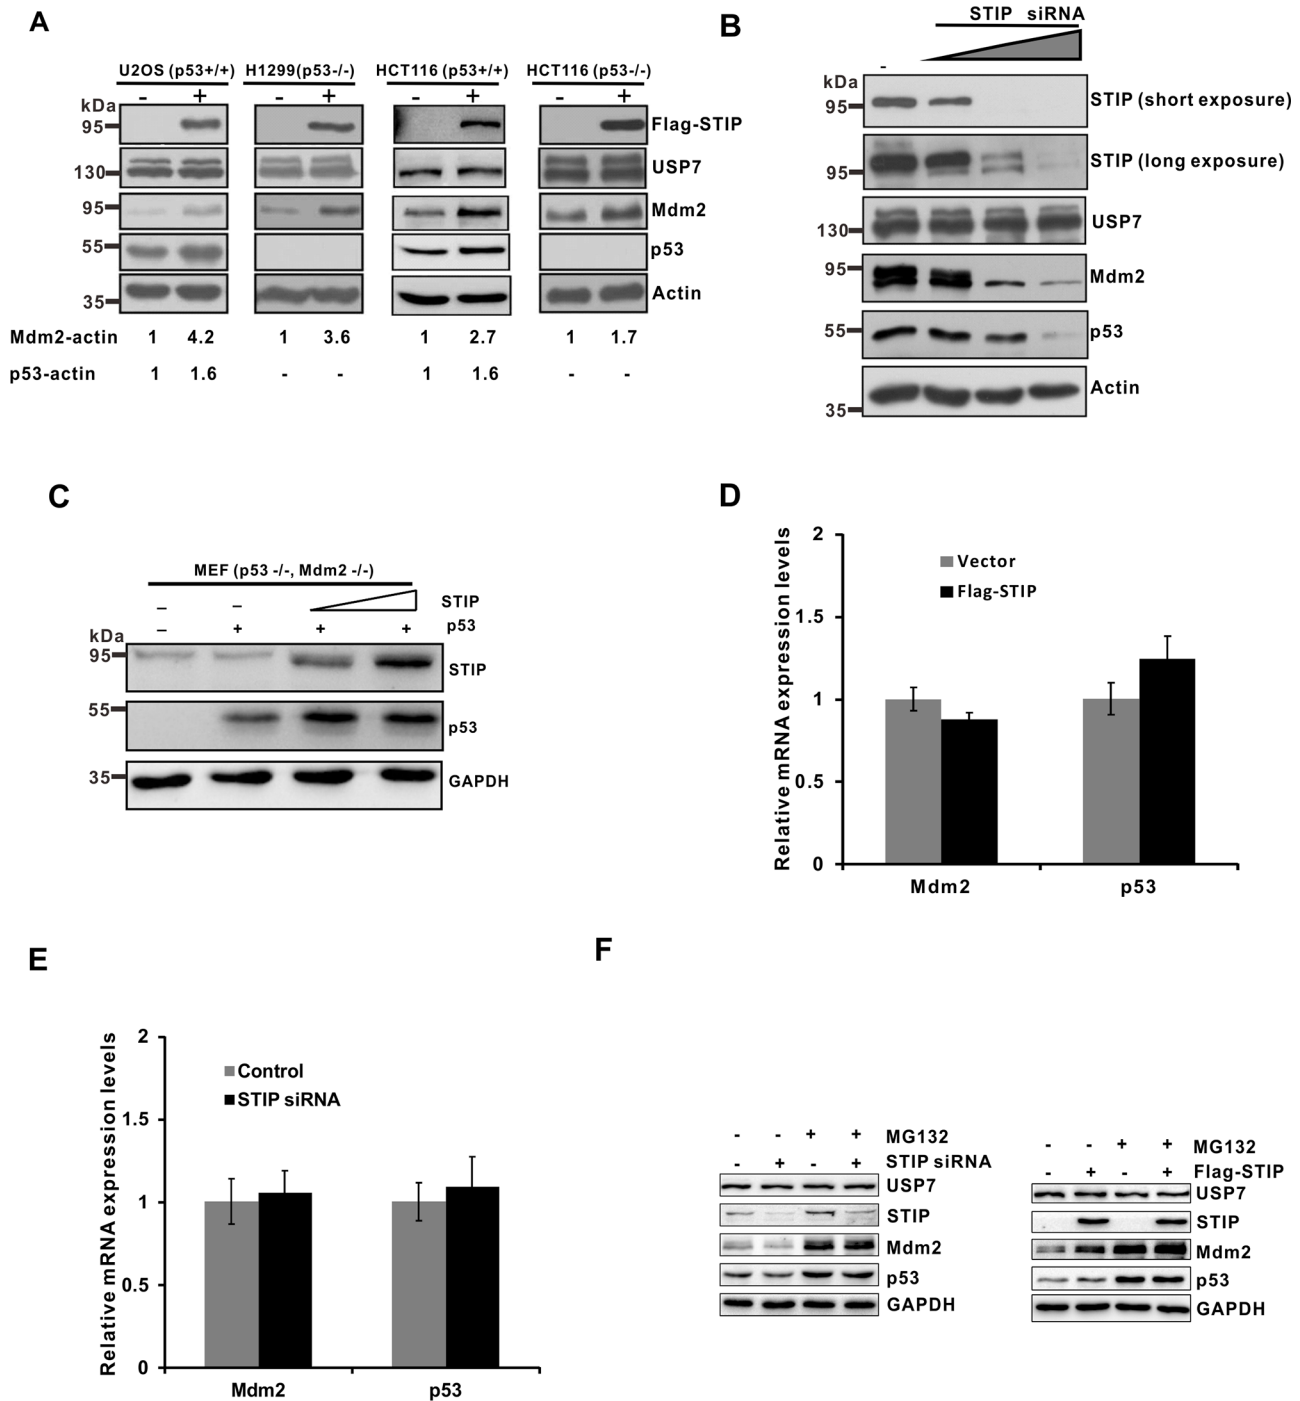 A
U2OS (p53+/+) H1299(p53-/-) HCT116 (p53+/+) HCT116 (p53-/-)
- + - + - + - +
kDa
95 Flag-STIP
130 USP7
95 Mdm2
55 p53
35 Actin
Mdm2-actin 1 4.2 1 3.6 1 2.7 1 1.7
p53-actin 1 1.6 - - 1 1.6 - -
B
STIP siRNA
-
kDa
95 STIP (short exposure)
95 STIP (long exposure)
130 USP7
95 Mdm2
55 p53
Actin
35
C
MEF (p53 -/-, Mdm2 -/-)
– – STIP
– + + + p53
kDa
95 STIP
55 p53
35 GAPDH
D
Relative mRNA expression levels
2
1.5
1
0.5
0
Vector
Flag-STIP
Mdm2 p53
E
Relative mRNA expression levels
2
1.5
1
0.5
0
Control
STIP siRNA
Mdm2 p53
F
- - + + MG132
- + - + STIP siRNA
USP7
STIP
Mdm2
p53
GAPDH
- - + + MG132
- + - + Flag-STIP
USP7
STIP
Mdm2
p53
GAPDH